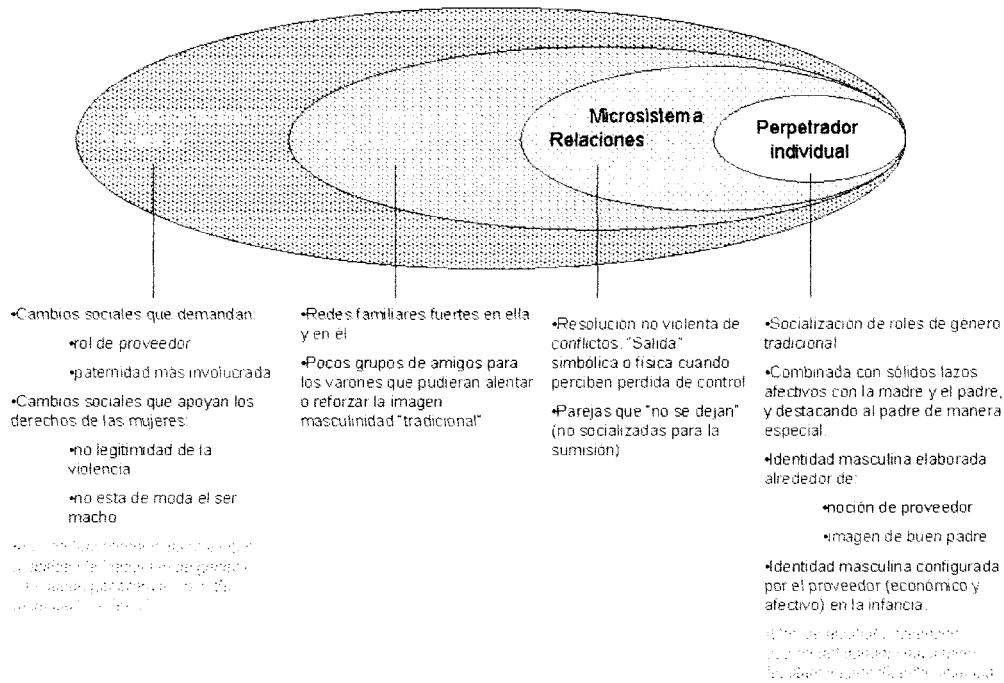 Microsistema
Relaciones
Perpetrador
individual
•Cambios sociales que demandan:
•rol de proveedor
•paternidad más involucrada
•Cambios sociales que apoyan los
derechos de las mujeres:
•no legitimidad de la
violencia
•no esta de moda el ser
macho
•Redes familiares fuertes en ella
y en él
•Pocos grupos de amigos para
los varones que pudieran alentar
o reforzar la imagen
masculinidad "tradicional"
•Resolución no violenta de
conflictos. "Salida"
simbólica o física cuando
perciben perdida de control
•Parejas que "no se dejan"
(no socializadas para la
sumisión)
•Socialización de roles de género
tradicional
•Combinada con sólidos lazos
afectivos con la madre y el padre,
y destacando al padre de manera
especial.
•Identidad masculina elaborada
alrededor de:
•noción de proveedor
•imagen de buen padre
•Identidad masculina configurada
por el proveedor (económico y
afectivo) en la infancia.